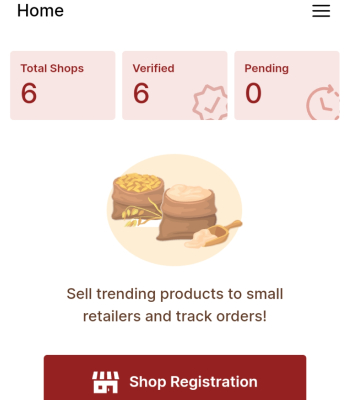 Home
Total Shops
6
Verified
6
Pending
0
Sell trending products to small
retailers and track orders!
Shop Registration